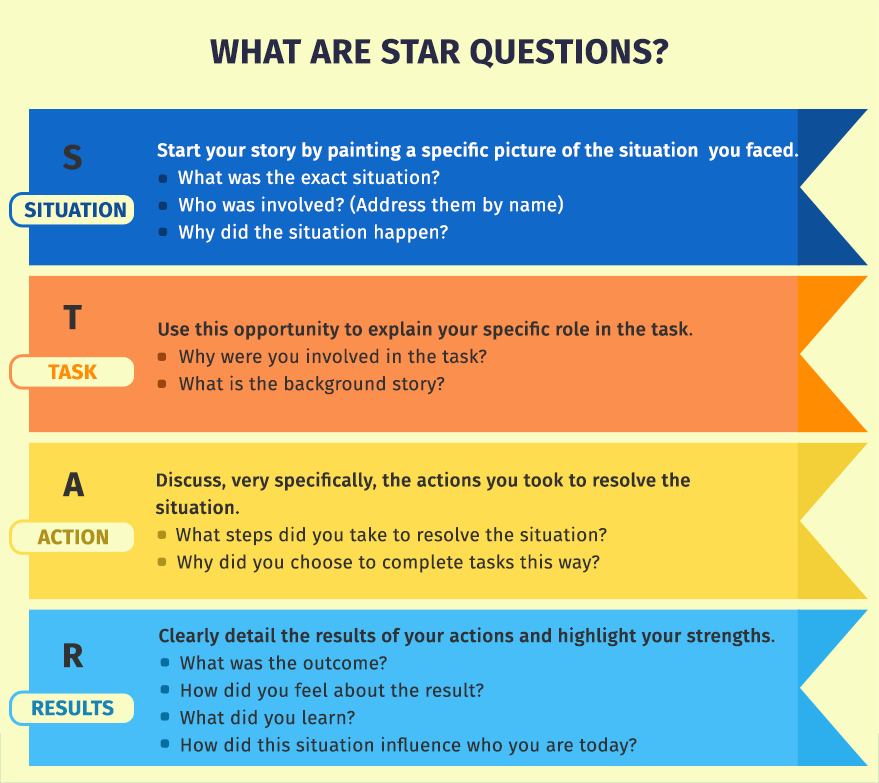 WHAT ARE STAR QUESTIONS?
S
SITUATION
Start your story by painting a specific picture of the situation you faced.
What was the exact situation?
Who was involved? (Address them by name)
Why did the situation happen?
T
TASK
Use this opportunity to explain your specific role in the task.
Why were you involved in the task?
What is the background story?
A
ACTION
Discuss, very specifically, the actions you took to resolve the
situation.
What steps did you take to resolve the situation?
Why did you choose to complete tasks this way?
R
RESULTS
Clearly detail the results of your actions and highlight your strengths.
What was the outcome?
How did you feel about the result?
What did you learn?
How did this situation influence who you are today?